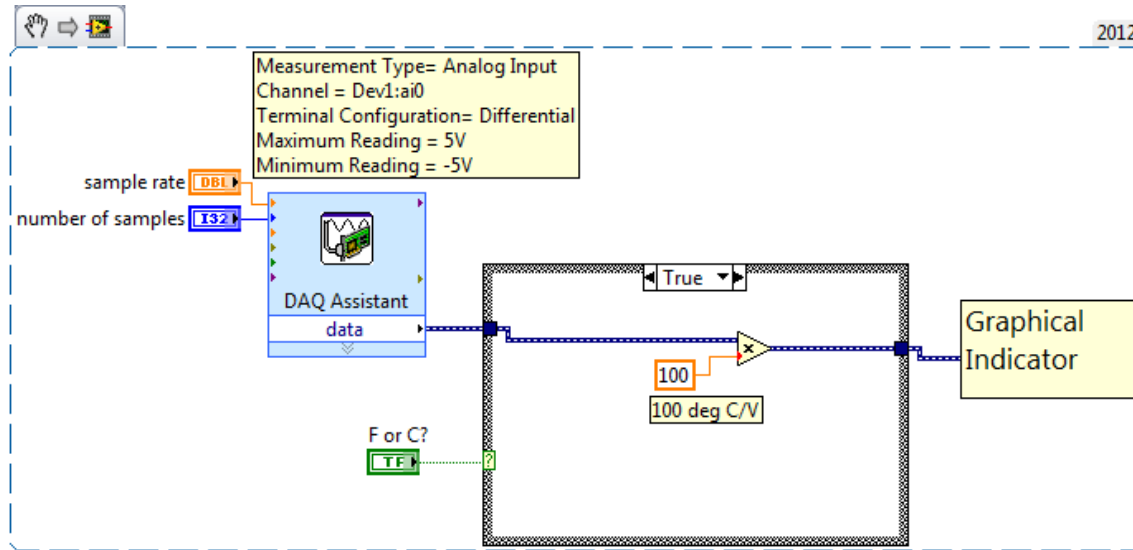 2012
Measurement Type= Analog Input
Channel = Dev1:ai0
Terminal Configuration= Differential
Maximum Reading = 5V
Minimum Reading = -5V
sample rate
DBL
number of samples
I32
DAQ Assistant
data
True
Graphical
Indicator
x
100
100 deg C/V
F or C?
TF
?